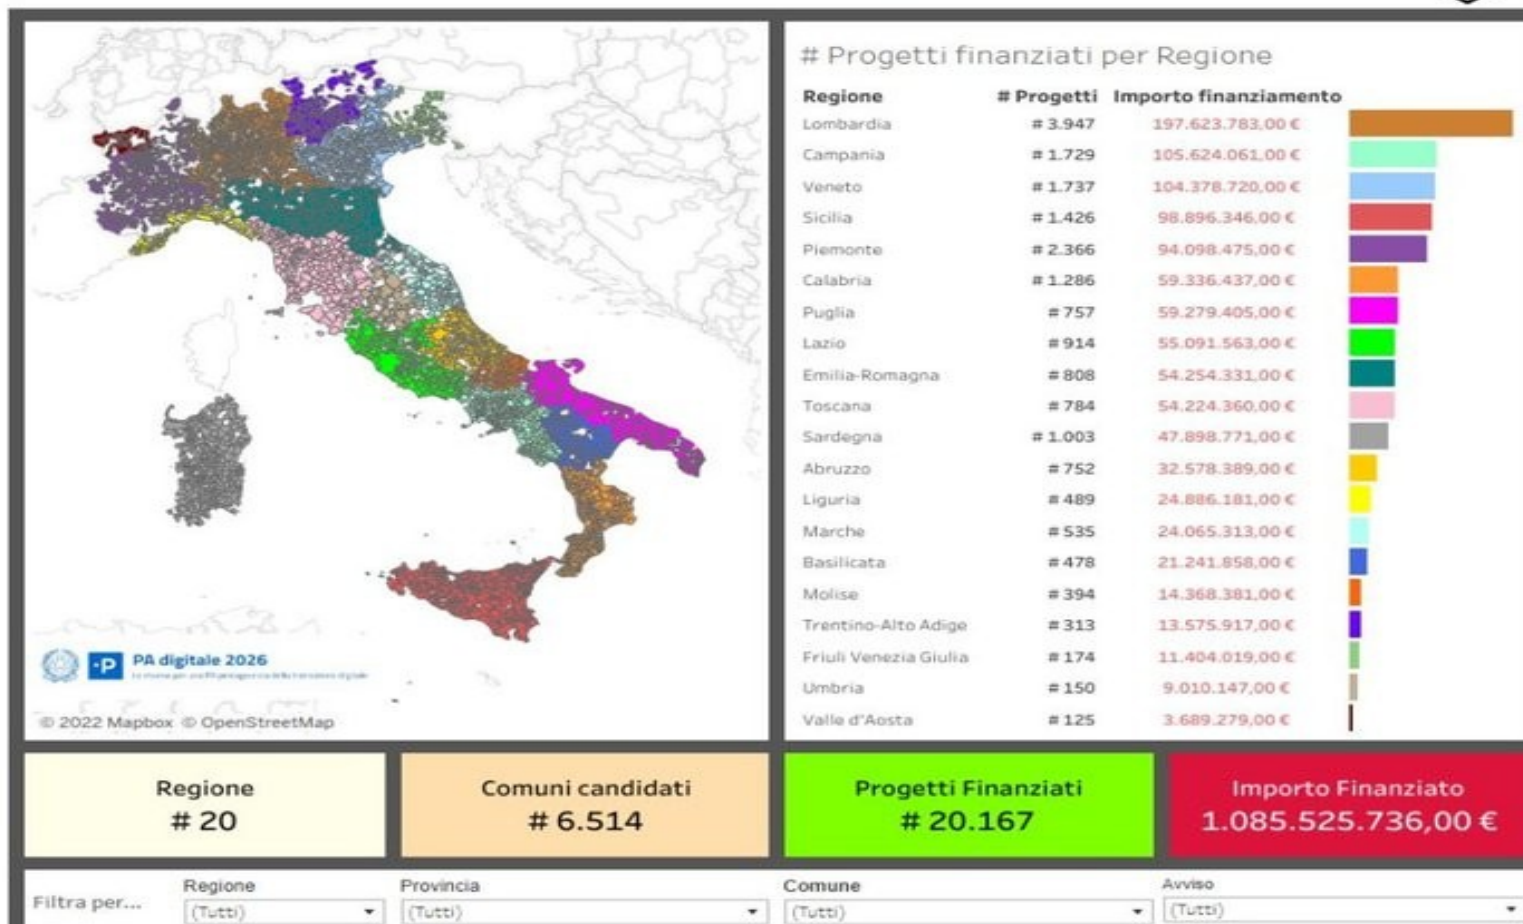 # Progetti finanziati per Regione
Regione # Progetti Importo finanziamento
Lombardia # 3.947 197.623.783,00 €
Campania # 1.729 105.624.061,00 €
Veneto # 1.737 104.378.720,00 €
Sicilia # 1.426 98.896.346,00 €
Piemonte # 2.366 94.098.475,00 €
Calabria # 1.286 59.336.437,00 €
Puglia # 757 59.279.405,00 €
Lazio # 914 55.091.563,00 €
Emilia-Romagna # 808 54.254.331,00 €
Toscana # 784 54.224.360,00 €
Sardegna # 1.003 47.898.771,00 €
Abruzzo # 752 32.578.389,00 €
Liguria # 489 24.886.181,00 €
Marche # 535 24.065.313,00 €
Basilicata # 478 21.241.858,00 €
Molise # 394 14.368.381,00 €
Trentino-Alto Adige # 313 13.575.917,00 €
Friuli Venezia Giulia # 174 11.404.019,00 €
Umbria # 150 9.010.147,00 €
Valle d'Aosta # 125 3.689.279,00 €
·P PA digitale 2026
© 2022 Mapbox © OpenStreetMap
Regione
# 20
Comuni candidati
# 6.514
Progetti Finanziati
# 20.167
Importo Finanziato
1.085.525.736,00 €
Filtra per...
Regione
(Tutti)
Provincia
(Tutti)
Comune
(Tutti)
Avviso
(Tutti)